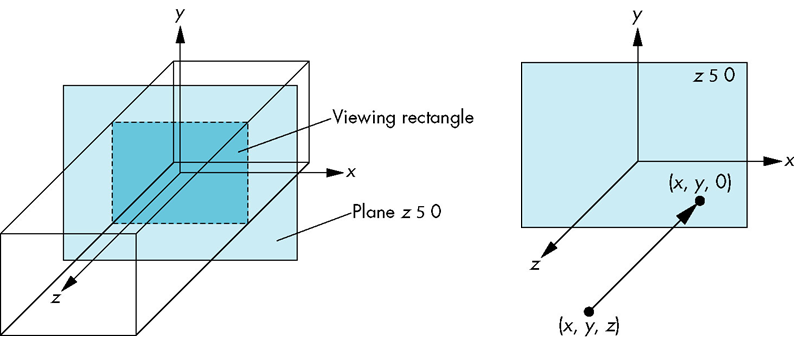 y
Viewing rectangle
x
Plane z 5 0
z
y
z 5 0
x
(x, y, 0)
z
(x, y, z)